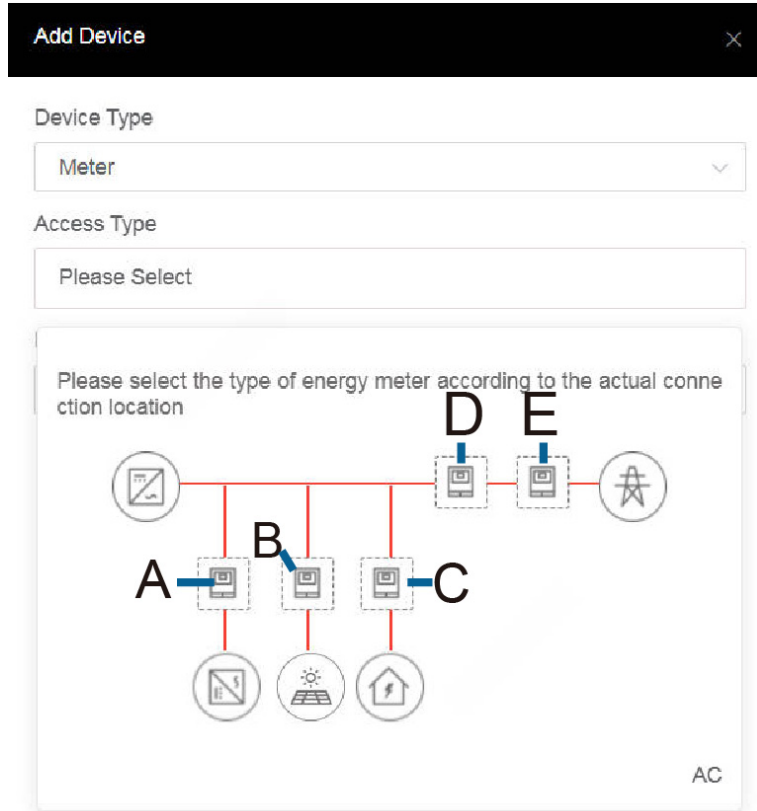 Add Device
Device Type
Meter
Access Type
Please Select
Please select the type of energy meter according to the actual conne
ction location
D E
A B C
AC